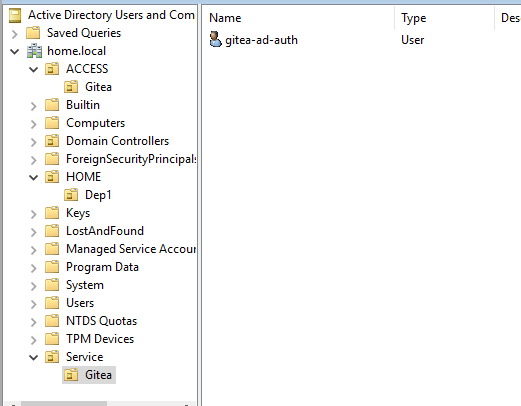 Active Directory Users and Com
Name
Type
Des
Saved Queries
gitea-ad-auth
User
home.local
ACCESS
Gitea
Builtin
Computers
Domain Controllers
ForeignSecurityPrincipals
HOME
Dep1
Keys
LostAndFound
Managed Service Accour
Program Data
System
Users
NTDS Quotas
TPM Devices
Service
Gitea